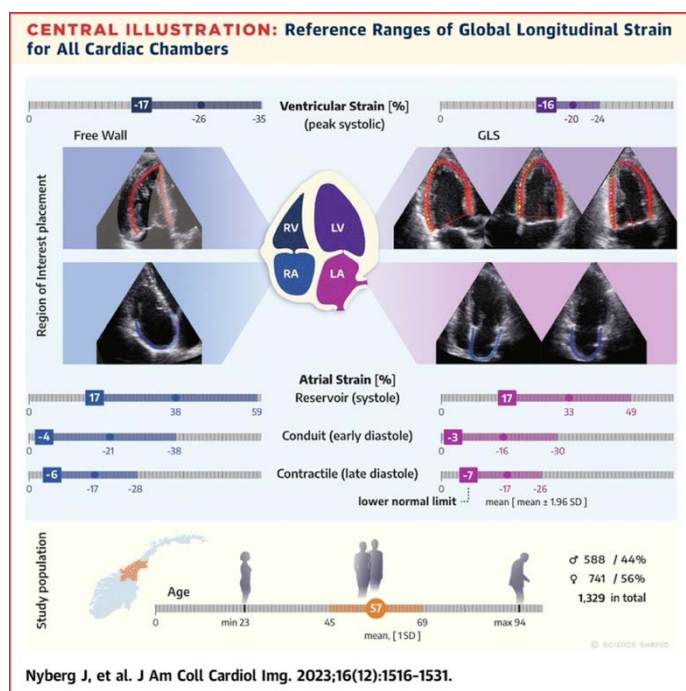 CENTRAL ILLUSTRATION: Reference Ranges of Global Longitudinal Strain
for All Cardiac Chambers
-17
0
-26
-35
Ventricular Strain [%]
(peak systolic)
-16
0
-20
-24
Free Wall
GLS
Region of Interest placement
RV
LV
RA
LA
Atrial Strain [%]
17
0
38
59
Reservoir (systole)
17
0
33
49
-4
0
-21
-38
Conduit (early diastole)
-3
0
-16
-30
-6
0
-17
-28
Contractile (late diastole)
-7
0
-17
-26
lower normal limit
mean [ mean ± 1.96 SD ]
Study population
Age
0
min 23
45
57
69
max 94
mean, [ 1 SD ]
♂ 588 / 44%
♀ 741 / 56%
1,329 in total
© SCIENCE SHAPED
Nyberg J, et al. J Am Coll Cardiol Img. 2023;16(12):1516-1531.